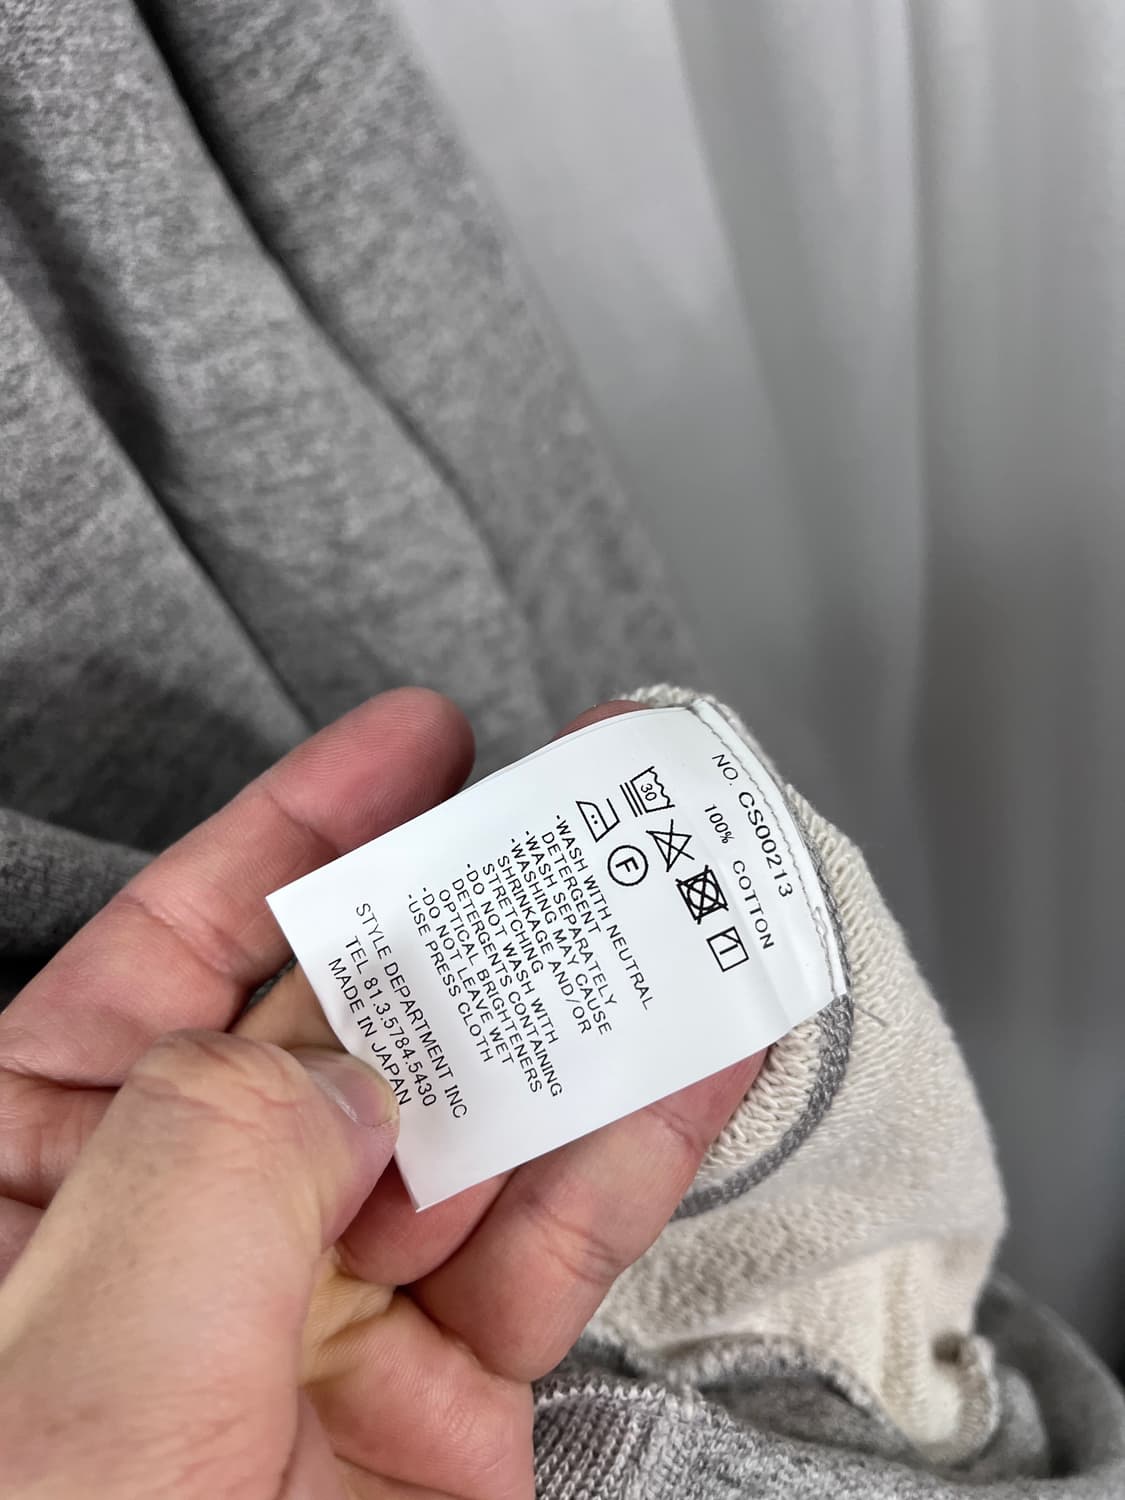 NO. CS00213
100% COTTON
30
F
-WASH WITH NEUTRAL
DETERGENT
-WASH SEPARATELY
-WASHING MAY CAUSE
SHRINKAGE AND/OR
STRETCHING
-DO NOT WASH WITH
DETERGENTS CONTAINING
OPTICAL BRIGHTENERS
-DO NOT LEAVE WET
-USE PRESS CLOTH
STYLE DEPARTMENT INC
TEL 81.3.5784.5430
MADE IN JAPAN